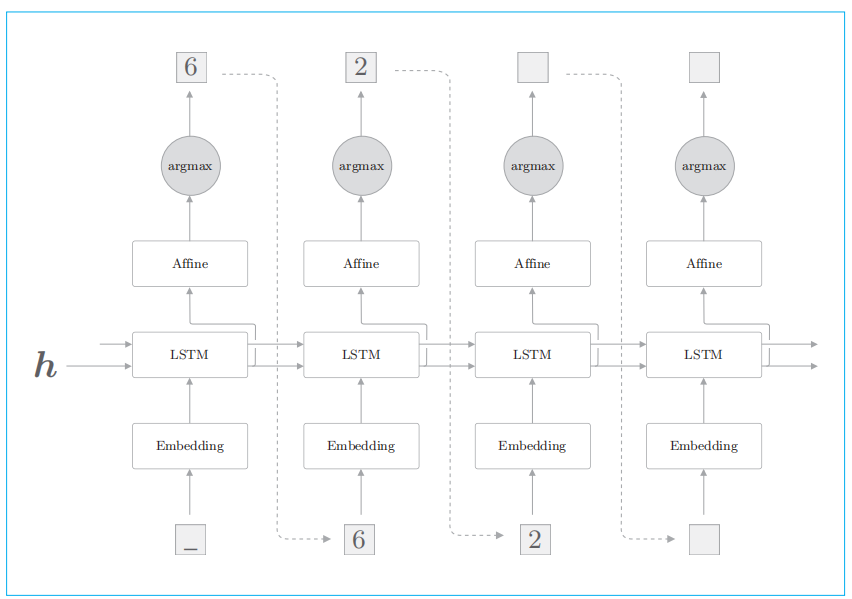 6 2
argmax argmax argmax argmax
Affine Affine Affine Affine
h LSTM LSTM LSTM LSTM
Embedding Embedding Embedding Embedding
_ 6 2